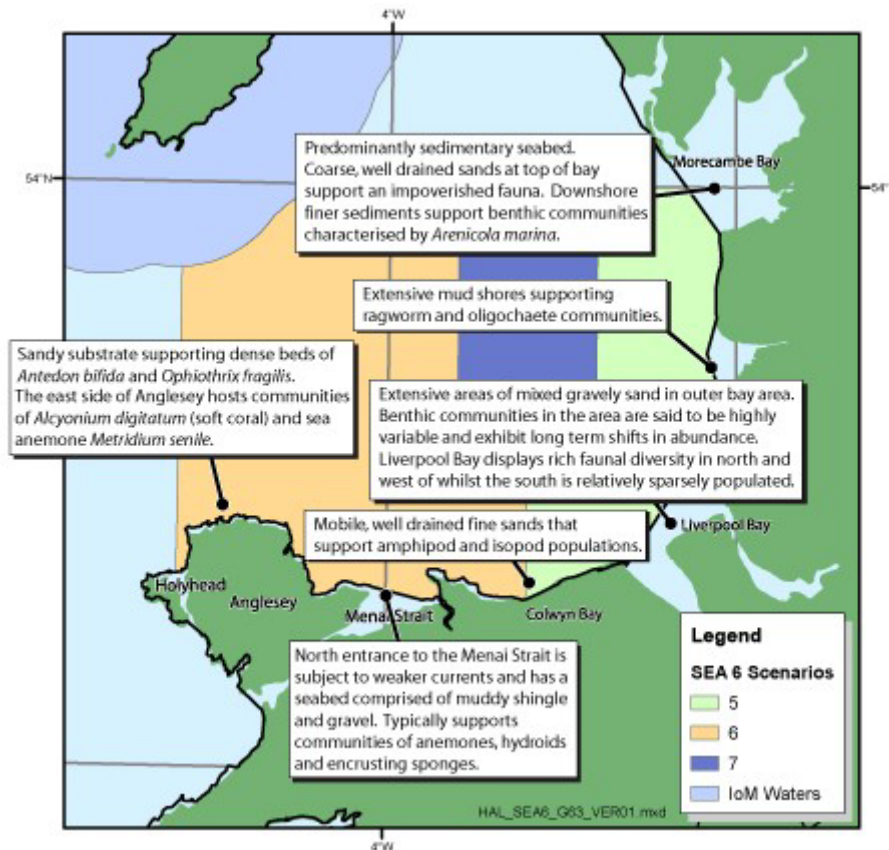 4°W
54°N
54°
Predominantly sedimentary seabed.
Coarse, well drained sands at top of bay
support an impoverished fauna. Downshore
finer sediments support benthic communities
characterised by Arenicola marina.
Morecambe Bay
Extensive mud shores supporting
ragworm and oligochaete communities.
Sandy substrate supporting dense beds of
Antedon bifida and Ophiothrix fragilis.
The east side of Anglesey hosts communities
of Alcyonium digitatum (soft coral) and sea
anemone Metridium senile.
Extensive areas of mixed gravely sand in outer bay area.
Benthic communities in the area are said to be highly
variable and exhibit long term shifts in abundance.
Liverpool Bay displays rich faunal diversity in north and
west of whilst the south is relatively sparsely populated.
Mobile, well drained fine sands that
support amphipod and isopod populations.
Liverpool Bay
Holyhead
Anglesey
Menai Strait
Colwyn Bay
North entrance to the Menai Strait is
subject to weaker currents and has a
seabed comprised of muddy shingle
and gravel. Typically supports
communities of anemones, hydroids
and encrusting sponges.
Legend
SEA 6 Scenarios
5
6
7
IoM Waters
HAL_SEA6_G63_VER01.mxd
4°W